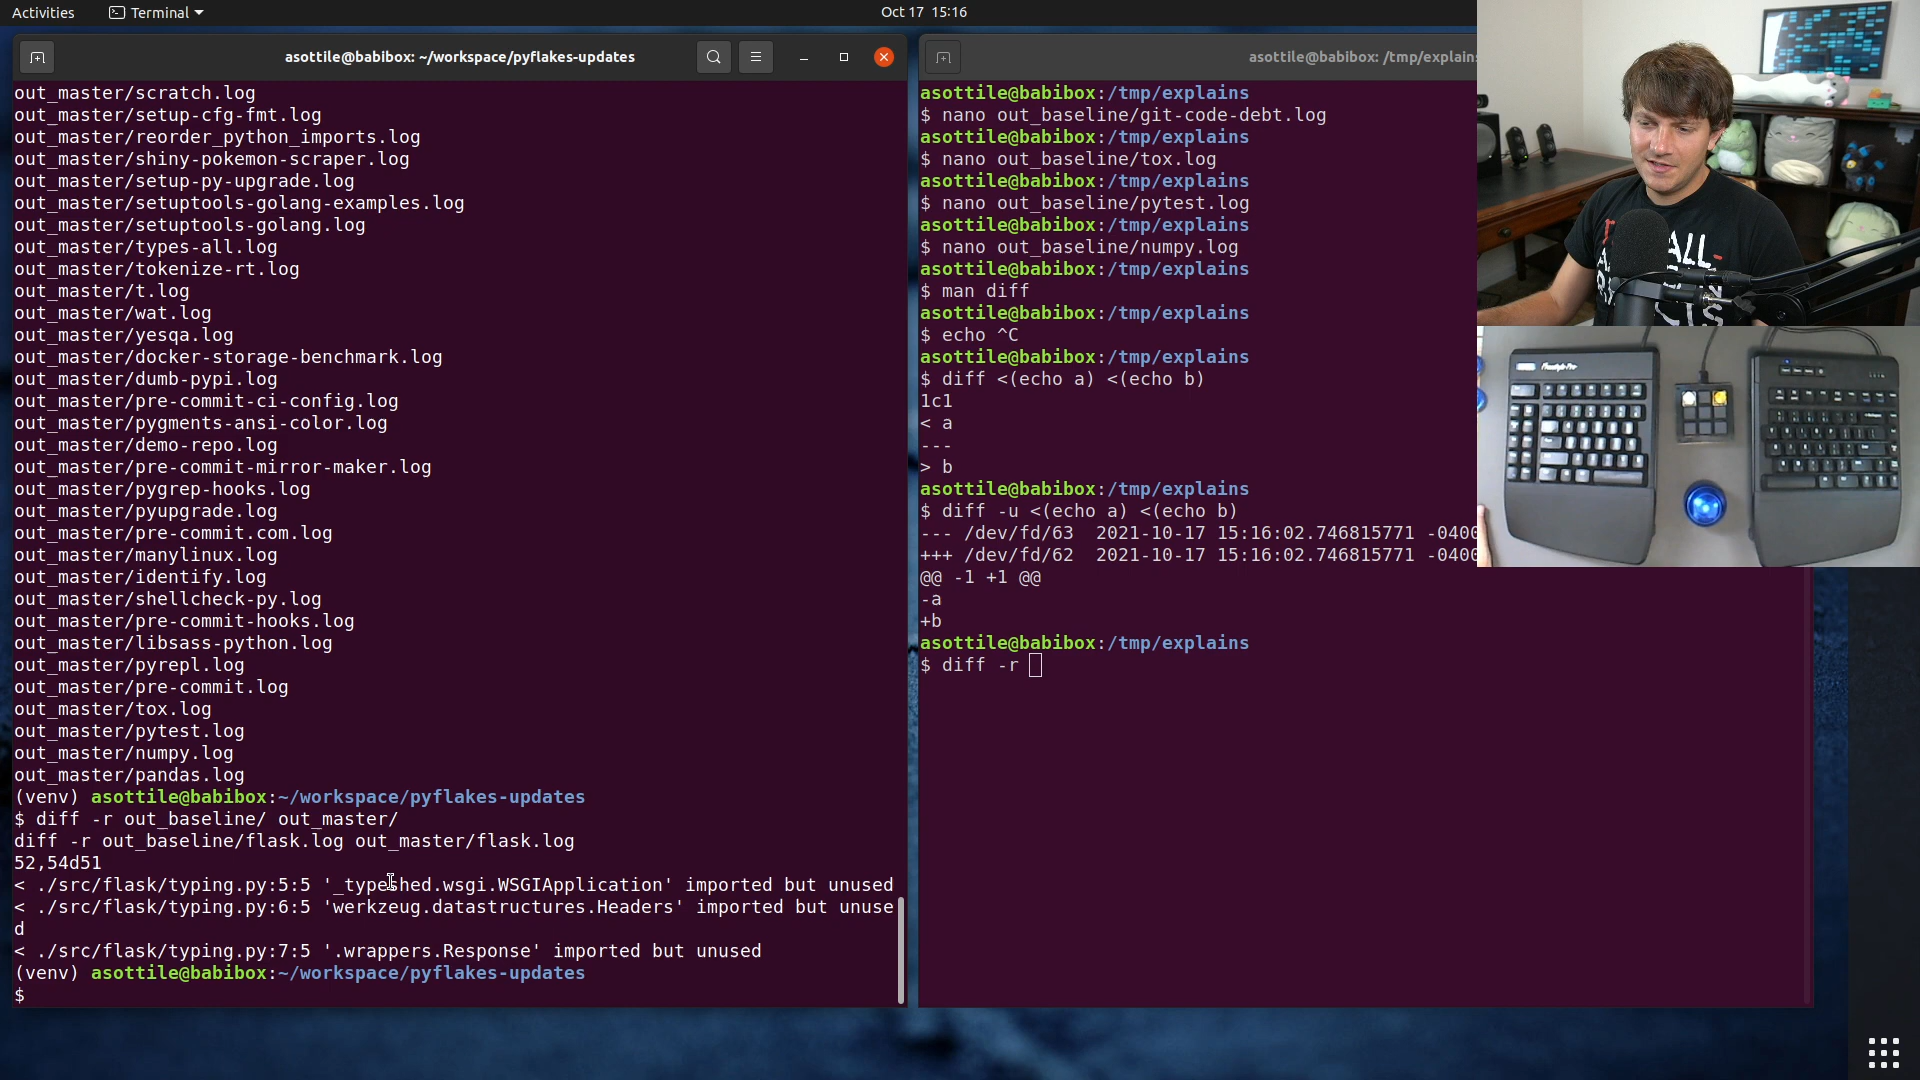 Activities
Terminal
Oct 17 15:16
asottile@babibox: ~/workspace/pyflakes-updates
out_master/scratch.log
out_master/setup-cfg-fmt.log
out_master/reorder_python_imports.log
out_master/shiny-pokemon-scraper.log
out_master/setup-py-upgrade.log
out_master/setuptools-golang-examples.log
out_master/setuptools-golang.log
out_master/types-all.log
out_master/tokenize-rt.log
out_master/t.log
out_master/wat.log
out_master/yesqa.log
out_master/docker-storage-benchmark.log
out_master/dumb-pypi.log
out_master/pre-commit-ci-config.log
out_master/pygments-ansi-color.log
out_master/demo-repo.log
out_master/pre-commit-mirror-maker.log
out_master/pygrep-hooks.log
out_master/pyupgrade.log
out_master/pre-commit.com.log
out_master/manylinux.log
out_master/identify.log
out_master/shellcheck-py.log
out_master/pre-commit-hooks.log
out_master/libsass-python.log
out_master/pyrepl.log
out_master/pre-commit.log
out_master/tox.log
out_master/pytest.log
out_master/numpy.log
out_master/pandas.log
(venv) asottile@babibox:~/workspace/pyflakes-updates
$ diff -r out_baseline/ out_master/
diff -r out_baseline/flask.log out_master/flask.log
52,54d51
< ./src/flask/typing.py:5:5 '_typeshed.wsgi.WSGIApplication' imported but unused
< ./src/flask/typing.py:6:5 'werkzeug.datastructures.Headers' imported but unuse
d
< ./src/flask/typing.py:7:5 '.wrappers.Response' imported but unused
(venv) asottile@babibox:~/workspace/pyflakes-updates
$
asottile@babibox: /tmp/explains
asottile@babibox:/tmp/explains
$ nano out_baseline/git-code-debt.log
asottile@babibox:/tmp/explains
$ nano out_baseline/tox.log
asottile@babibox:/tmp/explains
$ nano out_baseline/pytest.log
asottile@babibox:/tmp/explains
$ nano out_baseline/numpy.log
asottile@babibox:/tmp/explains
$ man diff
asottile@babibox:/tmp/explains
$ echo ^C
asottile@babibox:/tmp/explains
$ diff <(echo a) <(echo b)
1c1
< a
---
> b
asottile@babibox:/tmp/explains
$ diff -u <(echo a) <(echo b)
--- /dev/fd/63  2021-10-17 15:16:02.746815771 -0400
+++ /dev/fd/62  2021-10-17 15:16:02.746815771 -0400
@@ -1 +1 @@
-a
+b
asottile@babibox:/tmp/explains
$ diff -r
Freestyle Pro